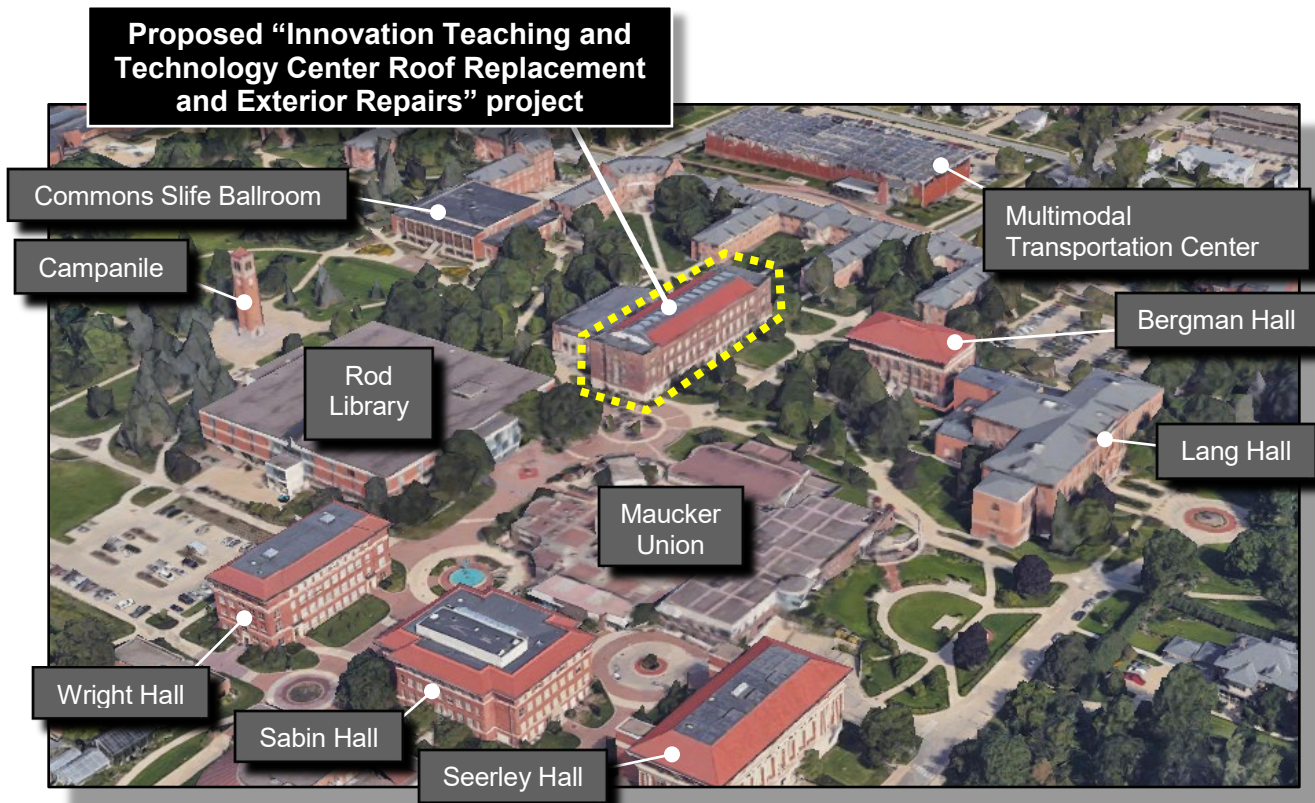 Proposed “Innovation Teaching and
Technology Center Roof Replacement
and Exterior Repairs” project
Commons Slife Ballroom
Campanile
Multimodal
Transportation Center
Bergman Hall
Rod
Library
Lang Hall
Maucker
Union
Wright Hall
Sabin Hall
Seerley Hall